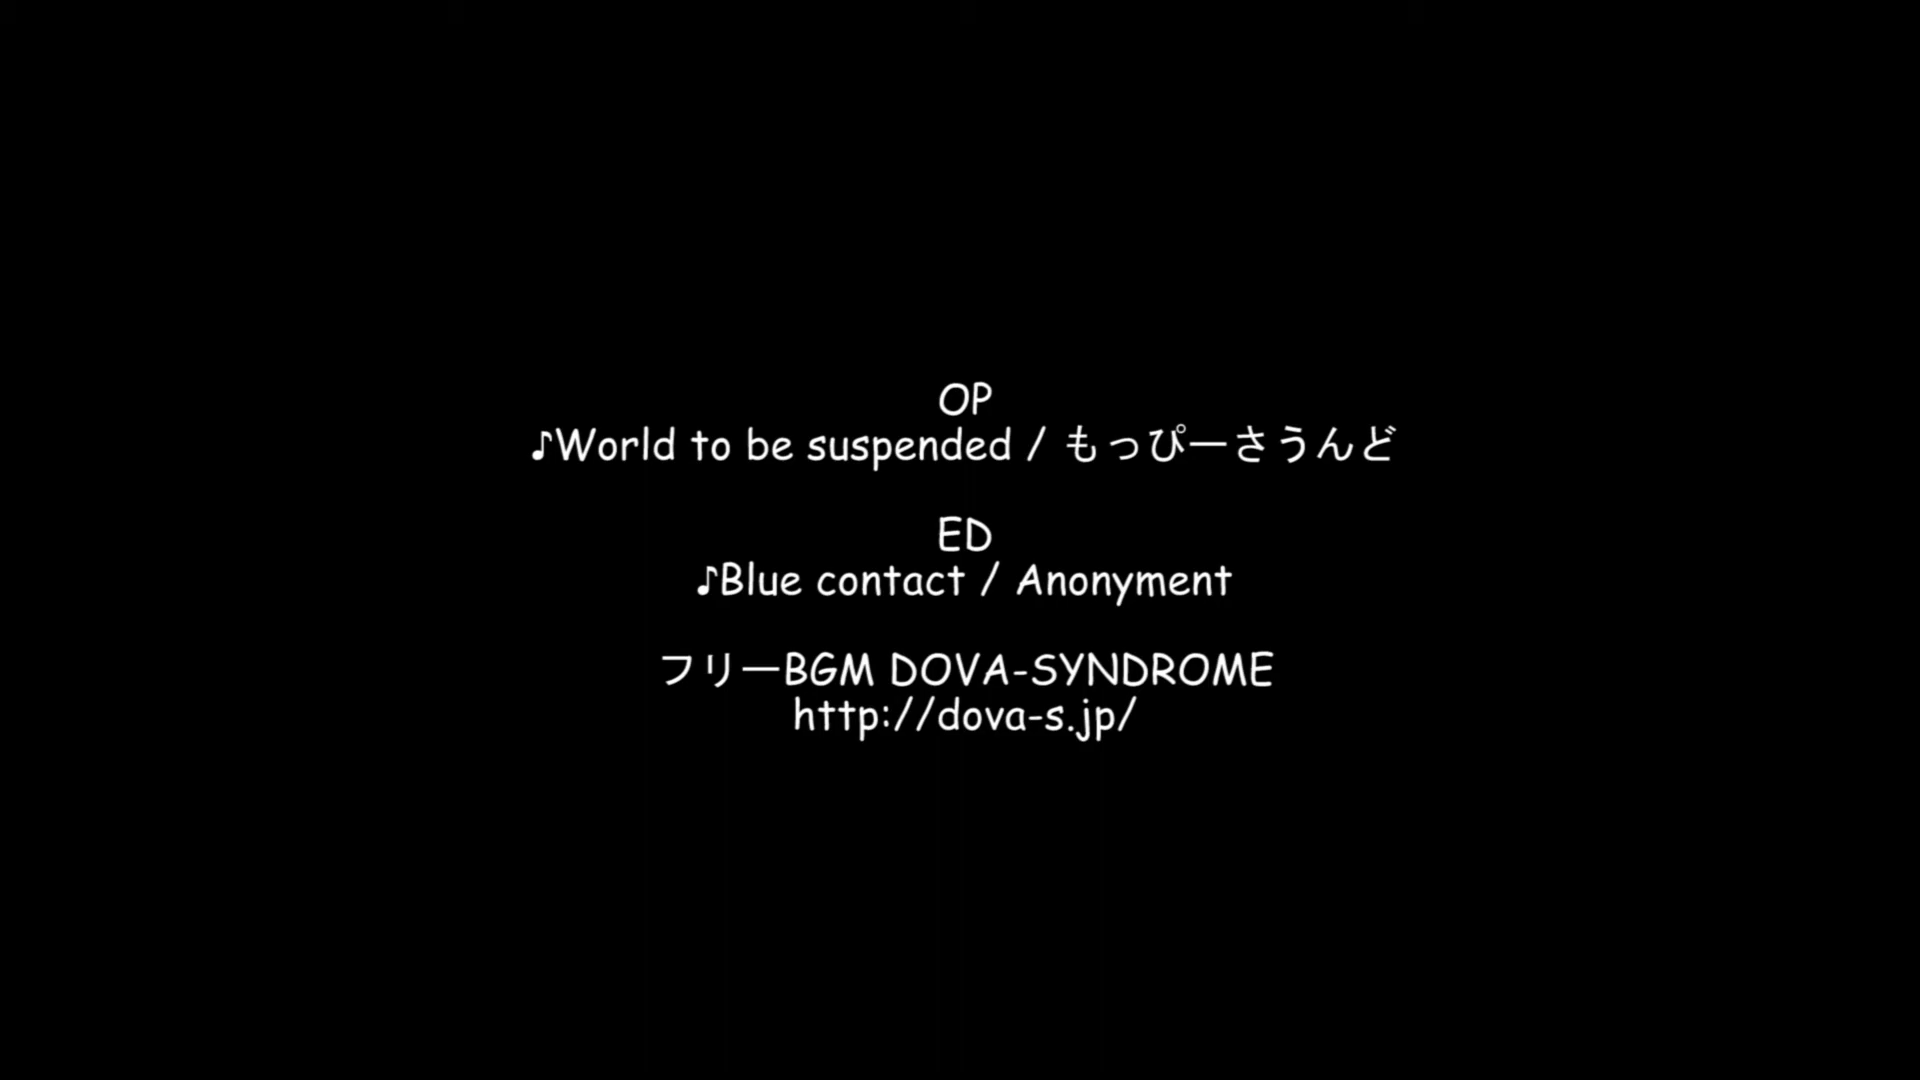 OP
♪World to be suspended / もっぴーさうんど
ED
♪Blue contact / Anonyment
フリーBGM DOVA-SYNDROME
http://dova-s.jp/